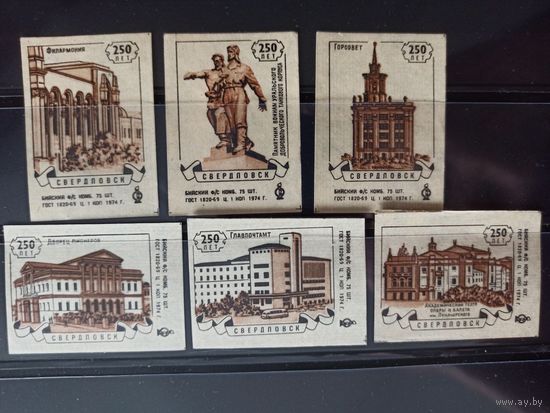 Филармония
250
ЛЕТ
СВЕРДЛОВСК
БИЙСКИЙ Ф/С КОМБ. 75 ШТ.
ГОСТ 1820-69 Ц. 1 КОП 1974 Г.
250
ЛЕТ
Памятник воинам Уральского
добровольческого танкового корпуса
СВЕРДЛОВСК
БИЙСКИЙ Ф/С КОМБ. 75 ШТ.
ГОСТ 1820-69 Ц. 1 КОП 1974 Г.
Горсовет
250
ЛЕТ
СВЕРДЛОВСК
БИЙСКИЙ Ф/С КОМБ. 75 ШТ.
ГОСТ 1820-69 Ц. 1 КОП 1974 Г.
Дворец пионеров
250
ЛЕТ
СВЕРДЛОВСК
БИЙСКИЙ Ф/С КОМБ. 75 ШТ.
ГОСТ 1820-69 Ц. 1 КОП 1974 Г.
Главпочтамт
250
ЛЕТ
СВЕРДЛОВСК
БИЙСКИЙ Ф/С КОМБ. 75 ШТ.
ГОСТ 1820-69 Ц. 1 КОП 1974 Г.
250
ЛЕТ
Академический театр
оперы и балета
им. Луначарского
СВЕРДЛОВСК
БИЙСКИЙ Ф/С КОМБ. 75 ШТ.
ГОСТ 1820-69 Ц. 1 КОП 1974 Г.
www.ay.by